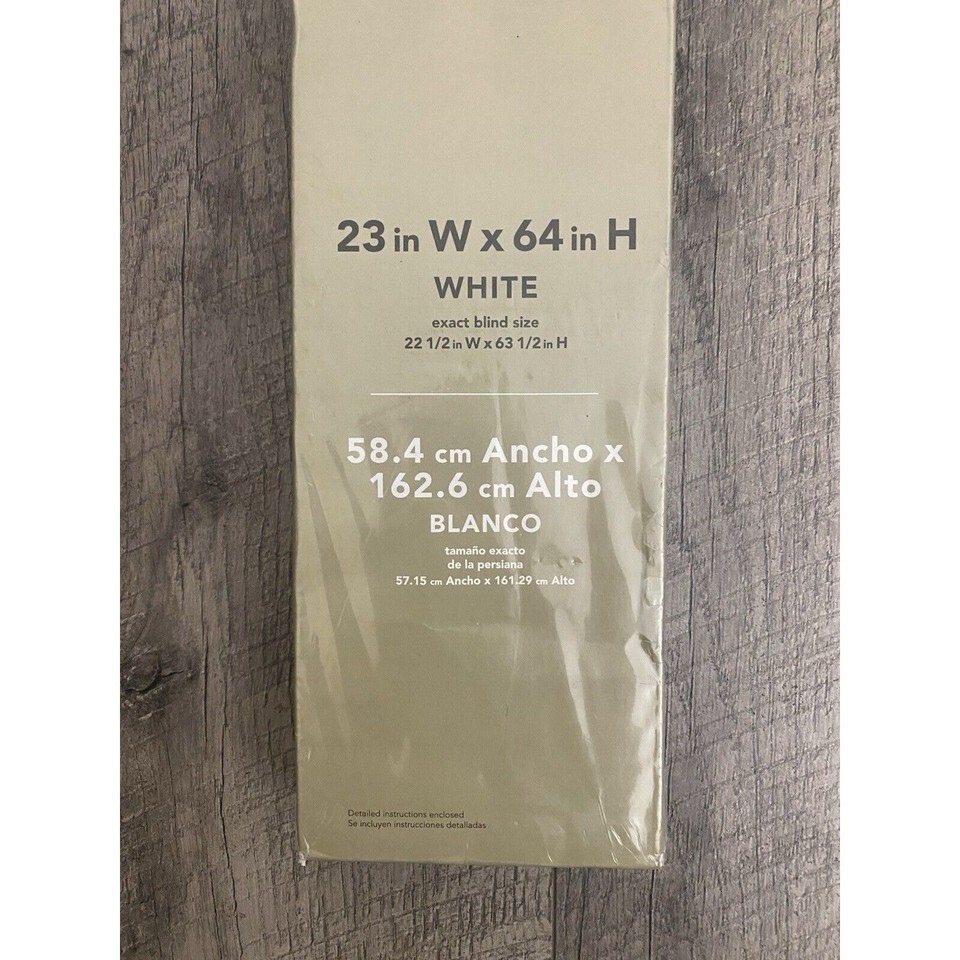 23 in W x 64 in H
WHITE
exact blind size
22 1/2 in W x 63 1/2 in H
58.4 cm Ancho x
162.6 cm Alto
BLANCO
tamaño exacto
de la persiana
57.15 cm Ancho x 161.29 cm Alto
Detailed instructions enclosed
Se incluyen instrucciones detalladas